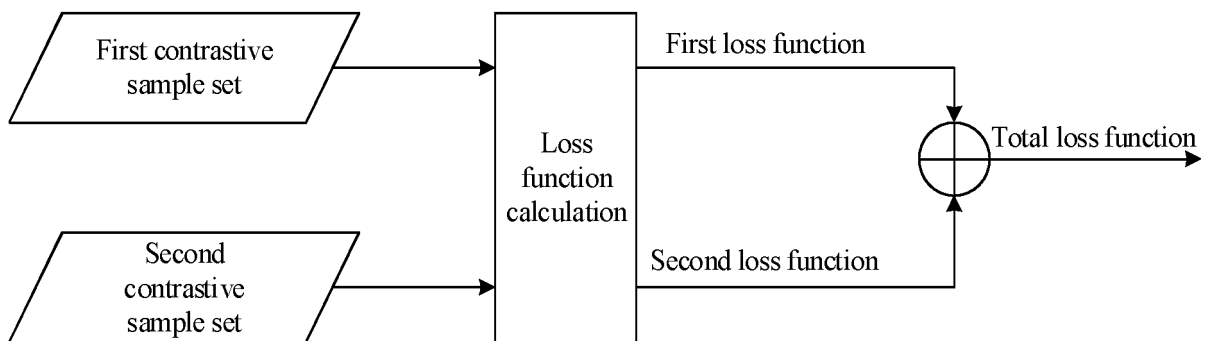 First contrastive
sample set
Second
contrastive
sample set
Loss
function
calculation
First loss function
Second loss function
Total loss function